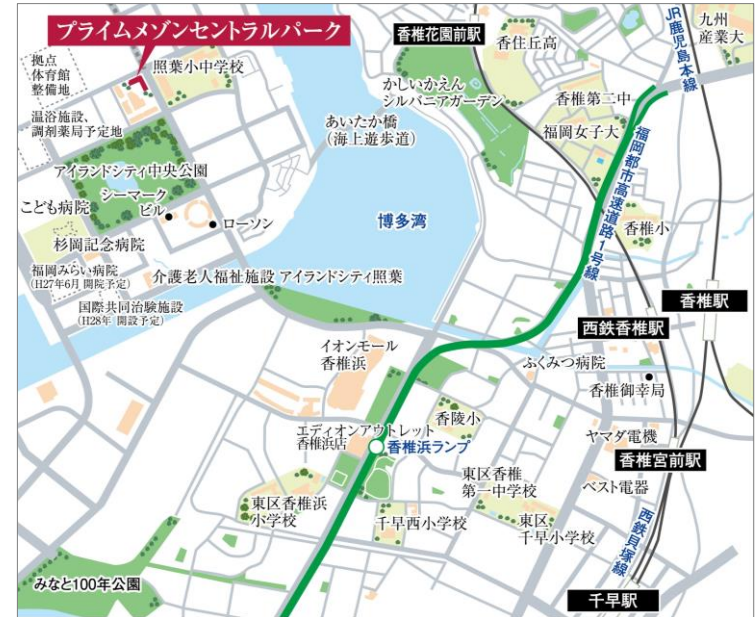 プライムメゾンセントラルパーク
拠点
体育館
整備地
照葉小中学校
温浴施設、
調剤薬局予定地
アイランドシティ中央公園
シーマーク
ビル
ローソン
こども病院
杉岡記念病院
福岡みらい病院
(H27年6月 開院予定)
国際共同治験施設
(H28年 開設予定)
介護老人福祉施設 アイランドシティ照葉
あいたか橋
(海上遊歩道)
博多湾
香椎花園前駅
香住丘高
かしいかえん
シルバニアガーデン
九州
産業大
JR鹿児島本線
香椎第二中
福岡女子大
福岡都市高速道路1号線
香椎小
香椎駅
西鉄香椎駅
ふくみつ病院
香椎御幸局
イオンモール
香椎浜
香陵小
エディオンアウトレット
香椎浜店
香椎浜ランプ
ヤマダ電機
香椎宮前駅
ベスト電器
東区香椎
第一中学校
東区香椎浜
小学校
千早西小学校
東区
千早小学校
西鉄貝塚線
千早駅
みなと100年公園